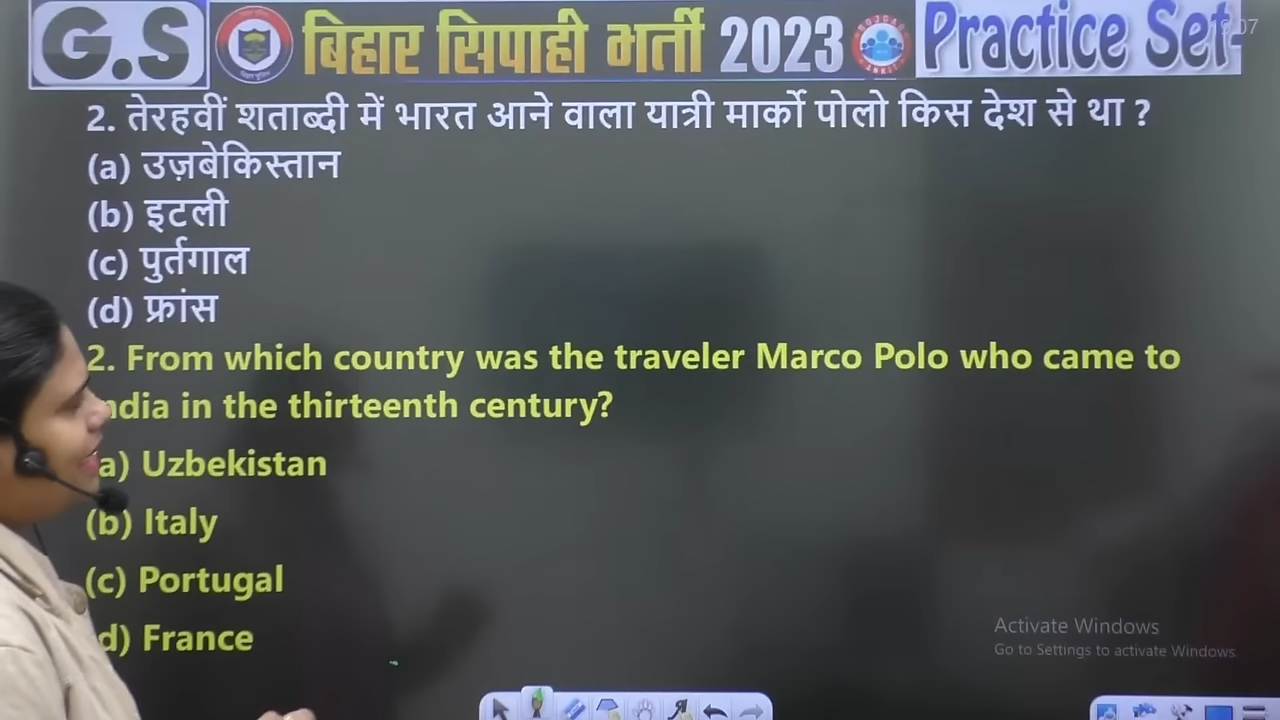 G.S बिहार सिपाही भर्ती 2023 Practice Set-
2. तेरहवीं शताब्दी में भारत आने वाला यात्री मार्को पोलो किस देश से था ?
(a) उज़बेकिस्तान
(b) इटली
(c) पुर्तगाल
(d) फ्रांस
2. From which country was the traveler Marco Polo who came to
ndia in the thirteenth century?
a) Uzbekistan
(b) Italy
(c) Portugal
d) France
Activate Windows
Go to Settings to activate Windows.